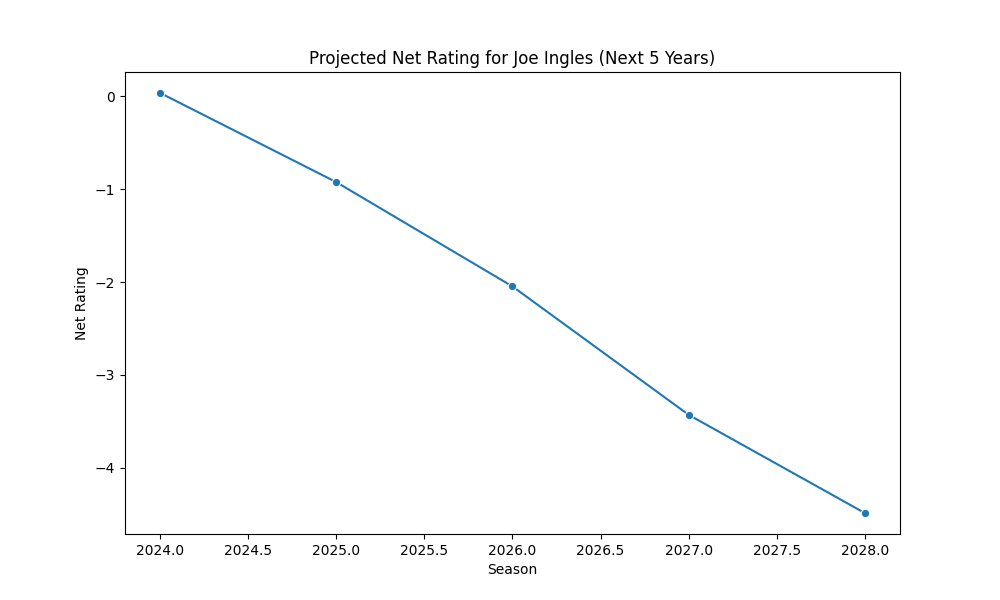 Projected Net Rating for Joe Ingles (Next 5 Years)
Net Rating
0
−1
−2
−3
−4
2024.0 2024.5 2025.0 2025.5 2026.0 2026.5 2027.0 2027.5 2028.0
Season